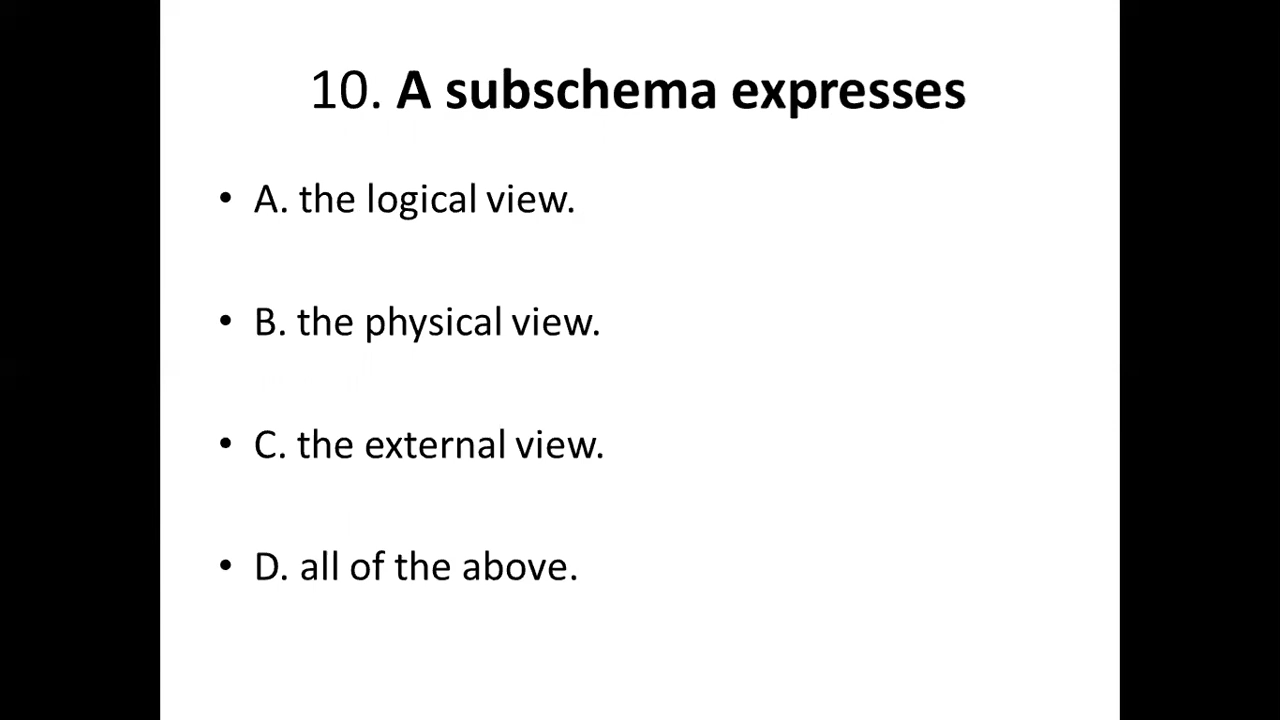 10. A subschema expresses
• A. the logical view.
• B. the physical view.
• C. the external view.
• D. all of the above.